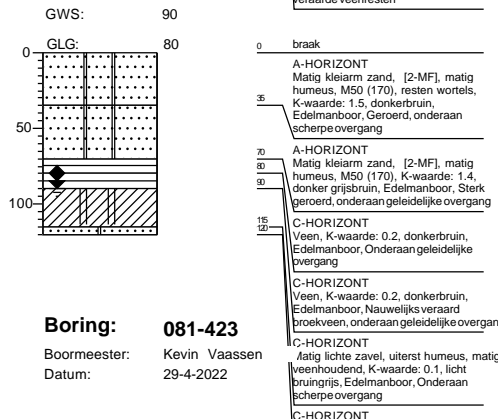 veraarde veenresten
GWS: 90
GLG: 80
0
50
100
0
35
70
80
90
115
120
braak
A-HORIZONT
Matig kleiarm zand, [2-MF], matig
humeus, M50 (170), resten wortels,
K-waarde: 1.5, donkerbruin,
Edelmanboor, Geroerd, onderaan
scherpe overgang
A-HORIZONT
Matig kleiarm zand, [2-MF], matig
humeus, M50 (170), K-waarde: 1.4,
donker grijsbruin, Edelmanboor, Sterk
geroerd, onderaan geleidelijke overgang
C-HORIZONT
Veen, K-waarde: 0.2, donkerbruin,
Edelmanboor, Onderaan geleidelijke
overgang
C-HORIZONT
Veen, K-waarde: 0.2, donkerbruin,
Edelmanboor, Nauwelijks veraard
broekveen, onderaan geleidelijke overgan
C-HORIZONT
Matig lichte zavel, uiterst humeus, matig
veenhoudend, K-waarde: 0.1, licht
bruingrijs, Edelmanboor, Onderaan
scherpe overgang
C-HORIZONT
Boring: 081-423
Boormeester: Kevin Vaassen
Datum: 29-4-2022